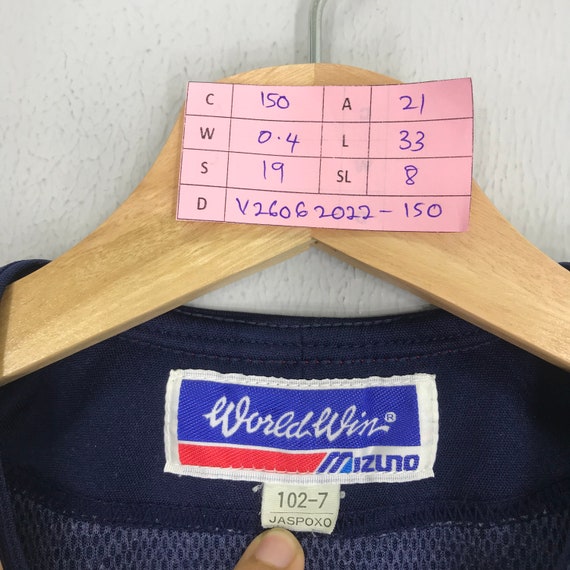 C 150 A 21
W 0.4 L 33
S 19 SL 8
D V26062022-150
World Win®
MIZUNO
102-7
JASPOXO